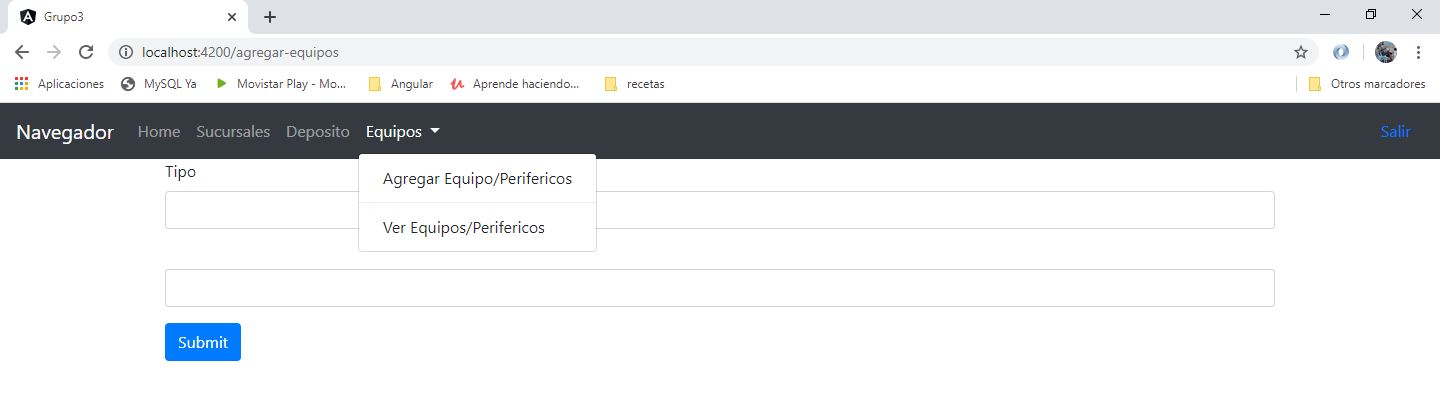 Grupo3
localhost:4200/agregar-equipos
Aplicaciones MySQL Ya Movistar Play - Mo... Angular Aprende haciendo... recetas Otros marcadores
Navegador Home Sucursales Deposito Equipos Salir
Tipo
Agregar Equipo/Perifericos
Ver Equipos/Perifericos
Submit